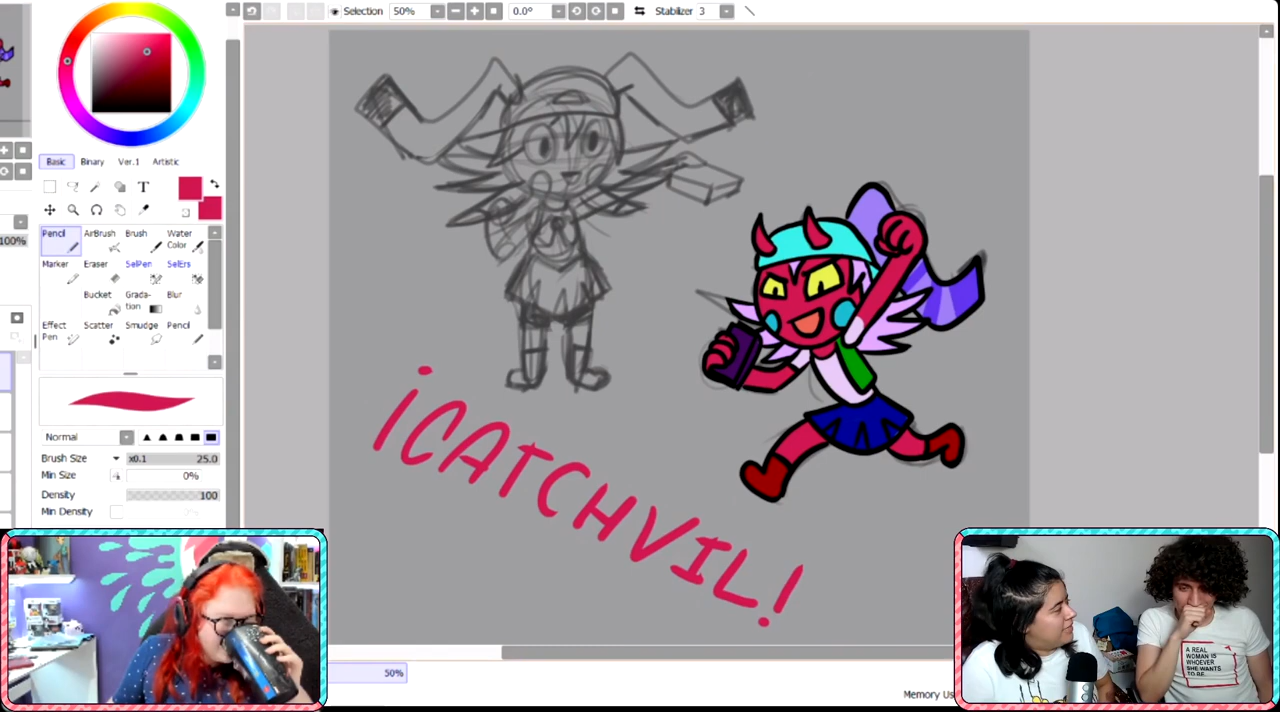 Selection 50% 0.0° Stabilizer 3
Basic Binary Ver.1 Artistic
T
100%
Pencil AirBrush Brush Water Color
Marker Eraser SelPen SelErs
Bucket Grada-tion Blur
Effect Pen Scatter Smudge Pencil
Normal
Brush Size x0.1 25.0
Min Size 0%
Density 100
Min Density
¡CATCHVIL!
50%
Memory Us
A REAL
WOMAN IS
WHOEVER
SHE WANTS
TO BE.